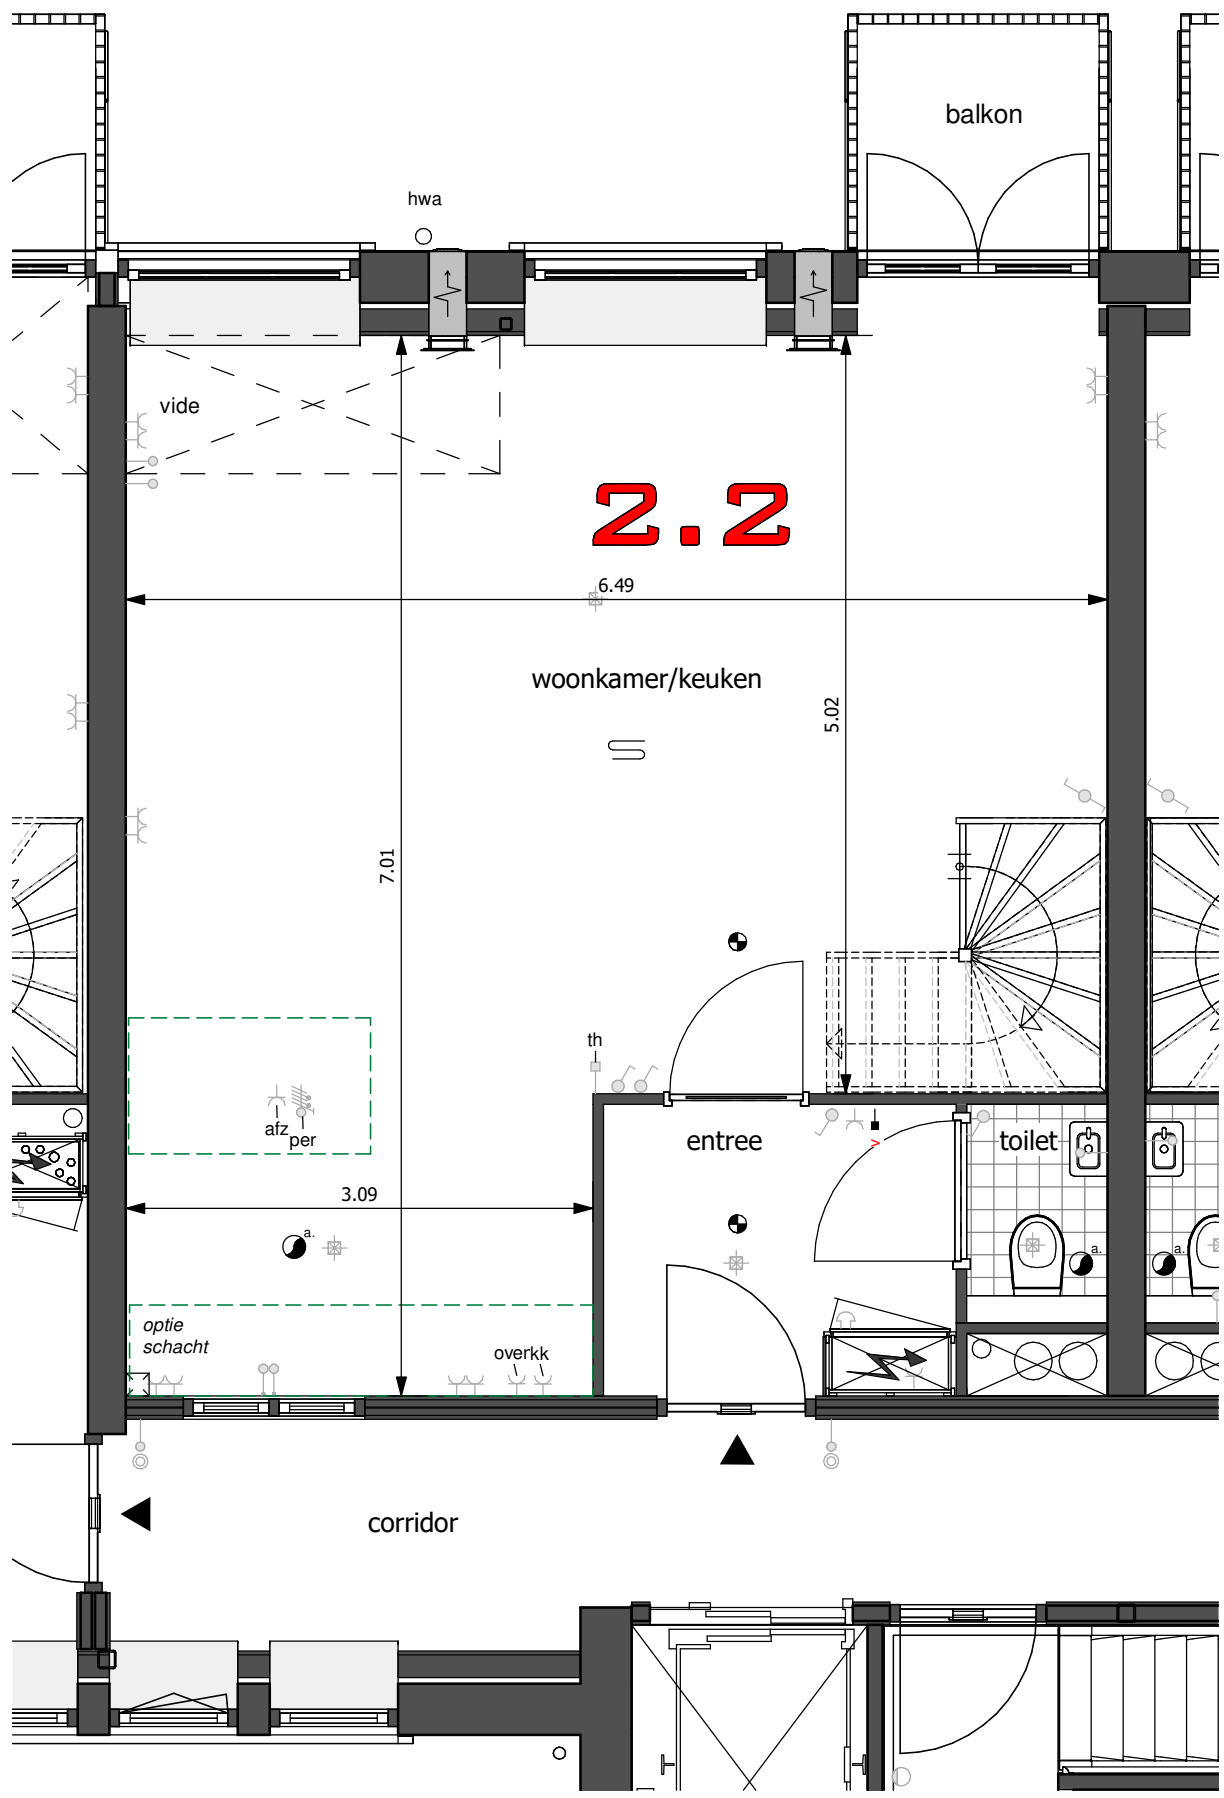 balkon
hwa
vide
2.2
6.49
woonkamer/keuken
5.02
7.01
th
afz
per
entree
toilet
3.09
a.
a.
a.
optie
schacht
overkk
corridor